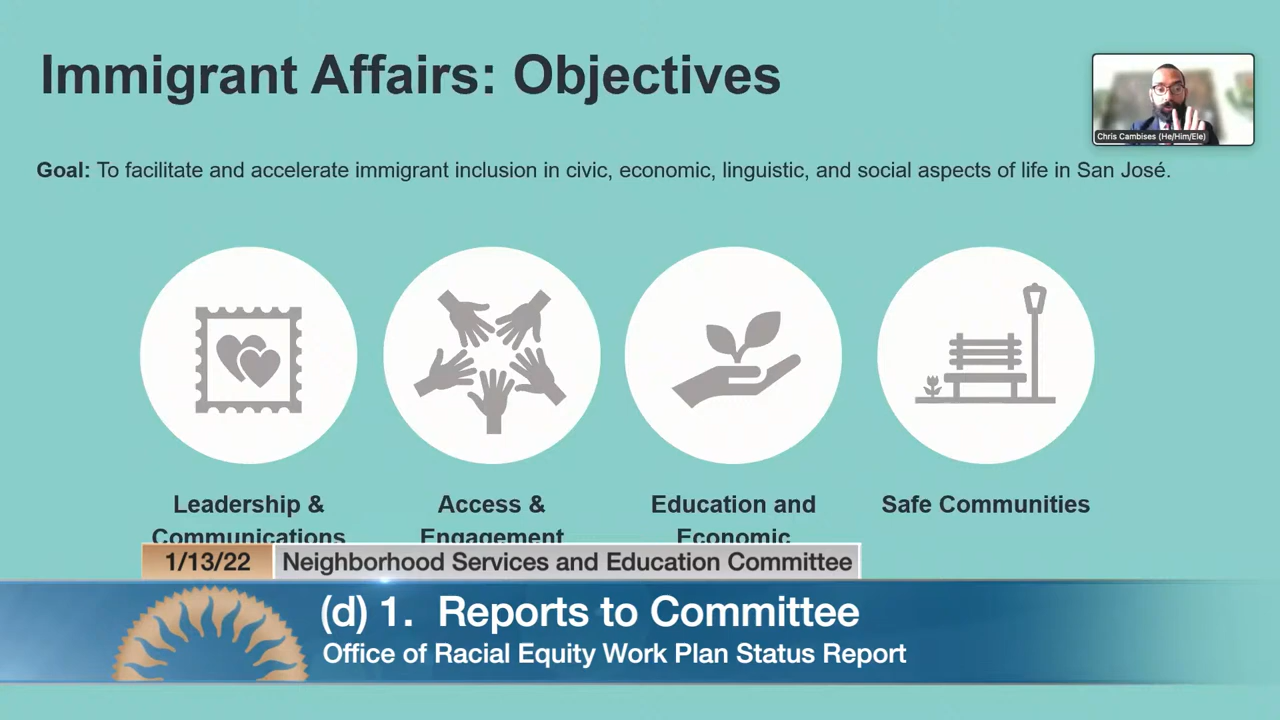 Immigrant Affairs: Objectives
Chris Cambises (He/Him/Ele)
Goal: To facilitate and accelerate immigrant inclusion in civic, economic, linguistic, and social aspects of life in San José.
Leadership &
Communications
Access &
Engagement
Education and
Economic
Safe Communities
1/13/22
Neighborhood Services and Education Committee
(d) 1. Reports to Committee
Office of Racial Equity Work Plan Status Report